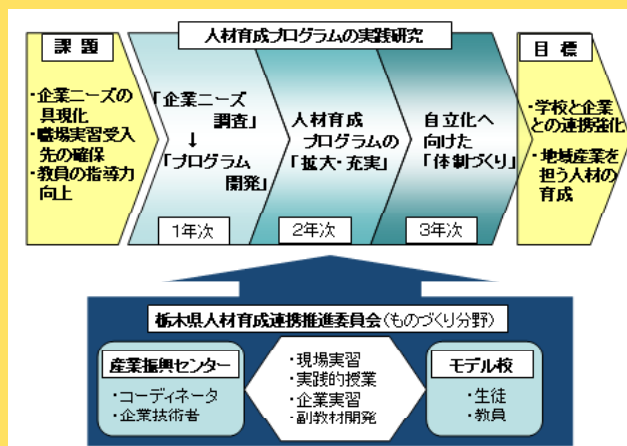 課 題
・企業ニーズの
具現化
・職場実習受入
先の確保
・教員の指導力
向上
人材育成プログラムの実践研究
「企業ニーズ
調査」
↓
「プログラム
開発」
1年次
人材育成
プログラムの
「拡大・充実」
2年次
自立化へ
向けた
「体制づくり」
3年次
目 標
・学校と企業
との連携強化
・地域産業を
担う人材の
育成
栃木県人材育成連携推進委員会(ものづくり分野)
産業振興センター
・コーディネータ
・企業技術者
・現場実習
・実践的授業
・企業実習
・副教材開発
モデル校
・生徒
・教員